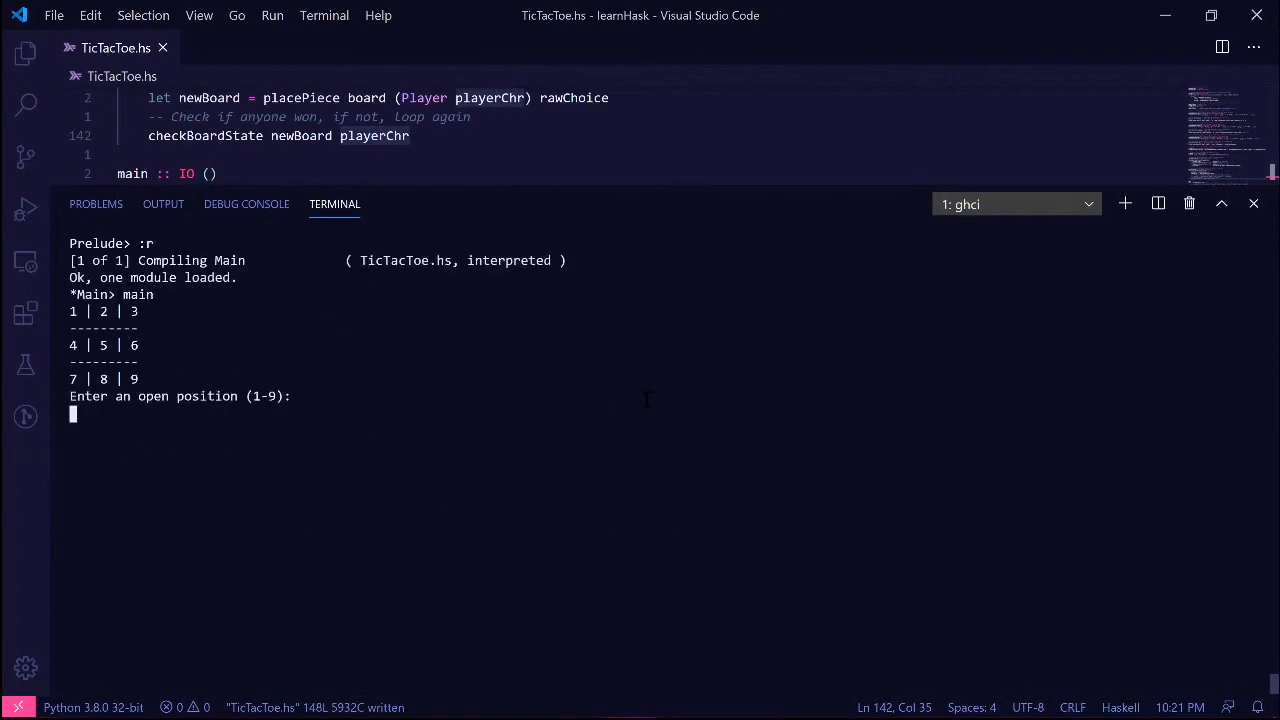 File Edit Selection View Go Run Terminal Help TicTacToe.hs - learnHask - Visual Studio Code
TicTacToe.hs
TicTacToe.hs
2 let newBoard = placePiece board (Player playerChr) rawChoice
-- Check if anyone won, if not, Loop again
142 checkBoardState newBoard playerChr
1
2 main :: IO ()
PROBLEMS OUTPUT DEBUG CONSOLE TERMINAL 1: ghci
Prelude> :r
[1 of 1] Compiling Main ( TicTacToe.hs, interpreted )
Ok, one module loaded.
*Main> main
1 | 2 | 3
---------
4 | 5 | 6
---------
7 | 8 | 9
Enter an open position (1-9):
Python 3.8.0 32-bit 0 0 "TicTacToe.hs" 148L 5932C written Ln 142, Col 35 Spaces: 4 UTF-8 CRLF Haskell 10:21 PM